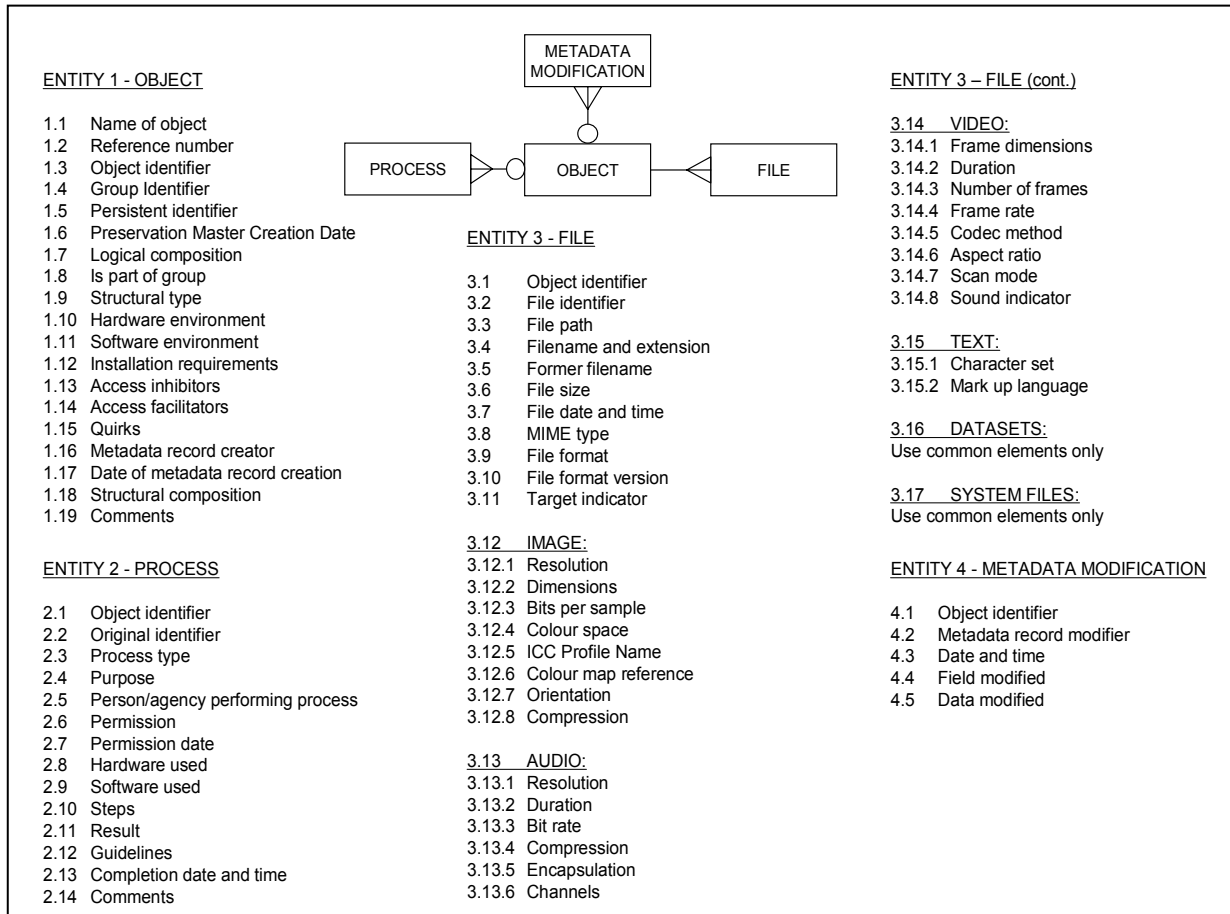 METADATA
MODIFICATION
PROCESS
OBJECT
FILE
ENTITY 1 - OBJECT
1.1 Name of object
1.2 Reference number
1.3 Object identifier
1.4 Group Identifier
1.5 Persistent identifier
1.6 Preservation Master Creation Date
1.7 Logical composition
1.8 Is part of group
1.9 Structural type
1.10 Hardware environment
1.11 Software environment
1.12 Installation requirements
1.13 Access inhibitors
1.14 Access facilitators
1.15 Quirks
1.16 Metadata record creator
1.17 Date of metadata record creation
1.18 Structural composition
1.19 Comments
ENTITY 2 - PROCESS
2.1 Object identifier
2.2 Original identifier
2.3 Process type
2.4 Purpose
2.5 Person/agency performing process
2.6 Permission
2.7 Permission date
2.8 Hardware used
2.9 Software used
2.10 Steps
2.11 Result
2.12 Guidelines
2.13 Completion date and time
2.14 Comments
ENTITY 3 - FILE
3.1 Object identifier
3.2 File identifier
3.3 File path
3.4 Filename and extension
3.5 Former filename
3.6 File size
3.7 File date and time
3.8 MIME type
3.9 File format
3.10 File format version
3.11 Target indicator
3.12 IMAGE:
3.12.1 Resolution
3.12.2 Dimensions
3.12.3 Bits per sample
3.12.4 Colour space
3.12.5 ICC Profile Name
3.12.6 Colour map reference
3.12.7 Orientation
3.12.8 Compression
3.13 AUDIO:
3.13.1 Resolution
3.13.2 Duration
3.13.3 Bit rate
3.13.4 Compression
3.13.5 Encapsulation
3.13.6 Channels
ENTITY 3 – FILE (cont.)
3.14 VIDEO:
3.14.1 Frame dimensions
3.14.2 Duration
3.14.3 Number of frames
3.14.4 Frame rate
3.14.5 Codec method
3.14.6 Aspect ratio
3.14.7 Scan mode
3.14.8 Sound indicator
3.15 TEXT:
3.15.1 Character set
3.15.2 Mark up language
3.16 DATASETS:
Use common elements only
3.17 SYSTEM FILES:
Use common elements only
ENTITY 4 - METADATA MODIFICATION
4.1 Object identifier
4.2 Metadata record modifier
4.3 Date and time
4.4 Field modified
4.5 Data modified